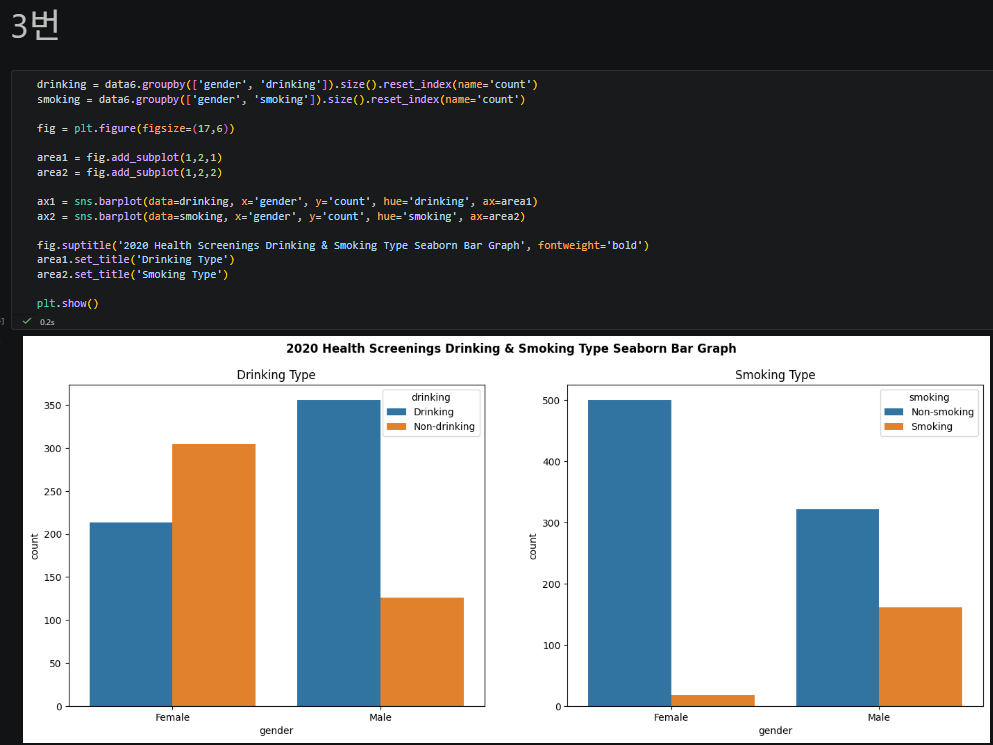 3번
drinking = data6.groupby(['gender', 'drinking']).size().reset_index(name='count')
smoking = data6.groupby(['gender', 'smoking']).size().reset_index(name='count')
fig = plt.figure(figsize=(17,6))
area1 = fig.add_subplot(1,2,1)
area2 = fig.add_subplot(1,2,2)
ax1 = sns.barplot(data=drinking, x='gender', y='count', hue='drinking', ax=area1)
ax2 = sns.barplot(data=smoking, x='gender', y='count', hue='smoking', ax=area2)
fig.suptitle('2020 Health Screenings Drinking & Smoking Type Seaborn Bar Graph', fontweight='bold')
area1.set_title('Drinking Type')
area2.set_title('Smoking Type')
plt.show()
0.2s
2020 Health Screenings Drinking & Smoking Type Seaborn Bar Graph
Drinking Type
drinking
Drinking
Non-drinking
350
300
250
200
150
100
50
0
count
Female
Male
gender
Smoking Type
smoking
Non-smoking
Smoking
500
400
300
200
100
0
count
Female
Male
gender